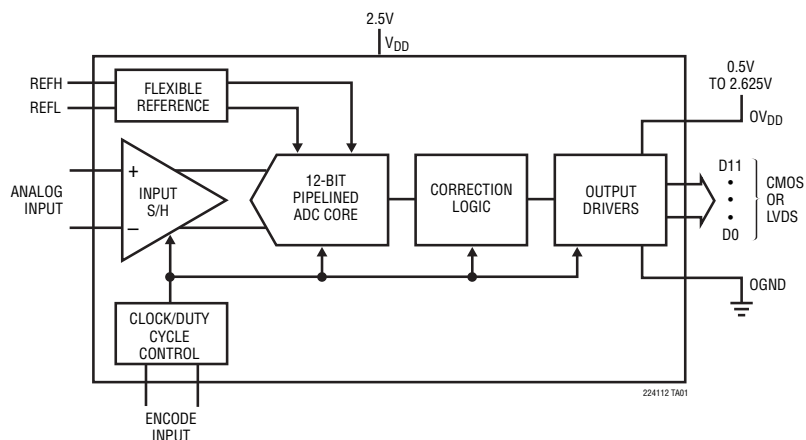 2.5V
VDD
REFH
REFL
FLEXIBLE
REFERENCE
0.5V
TO 2.625V
OVDD
ANALOG
INPUT
+
−
INPUT
S/H
12-BIT
PIPELINED
ADC CORE
CORRECTION
LOGIC
OUTPUT
DRIVERS
D11
•
•
•
D0
CMOS
OR
LVDS
OGND
CLOCK/DUTY
CYCLE
CONTROL
ENCODE
INPUT
224112 TA01